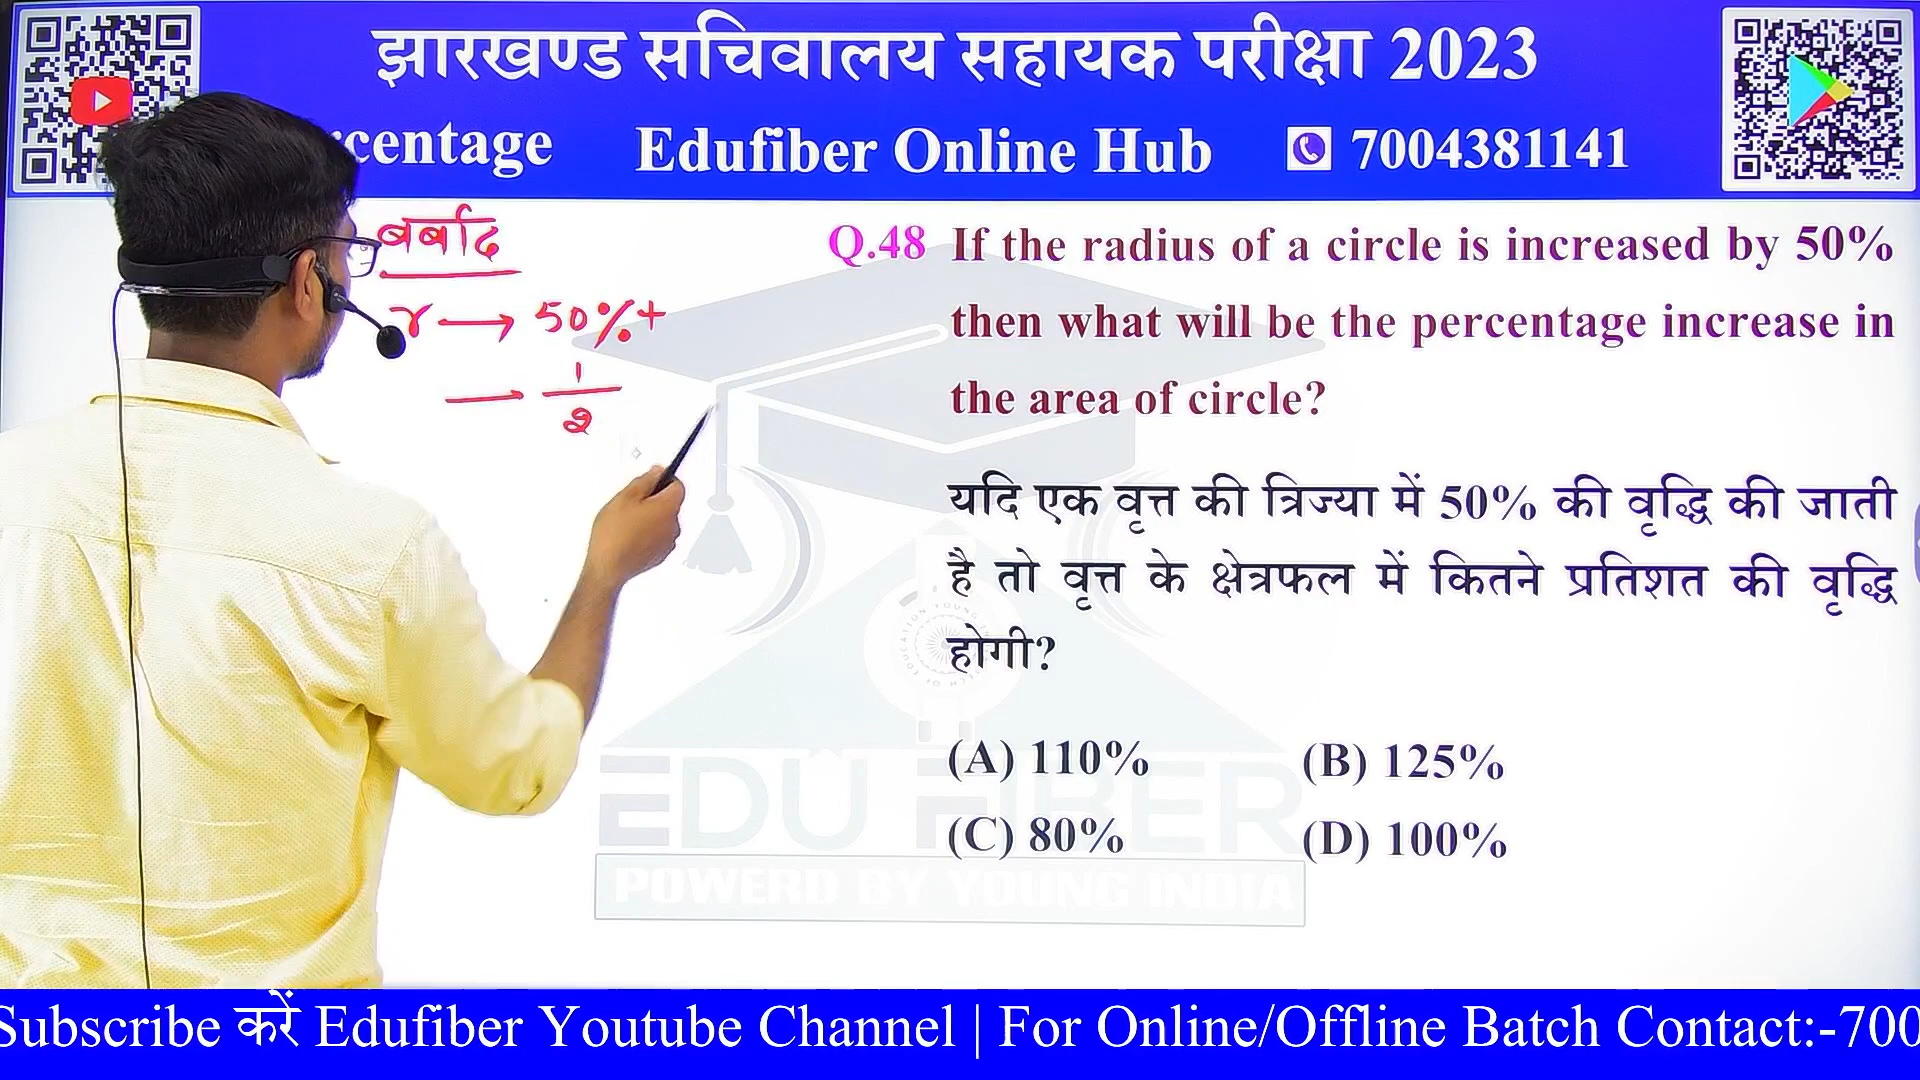 झारखण्ड सचिवालय सहायक परीक्षा 2023
centage Edufiber Online Hub 7004381141
बर्बाद
r → 50%+
→ 1/2
Q.48 If the radius of a circle is increased by 50%
then what will be the percentage increase in
the area of circle?
यदि एक वृत्त की त्रिज्या में 50% की वृद्धि की जाती
है तो वृत्त के क्षेत्रफल में कितने प्रतिशत की वृद्धि
होगी?
(A) 110% (B) 125%
(C) 80% (D) 100%
EDU FIBER
POWERD BY YOUNG INDIA
Subscribe करें Edufiber Youtube Channel | For Online/Offline Batch Contact:-700